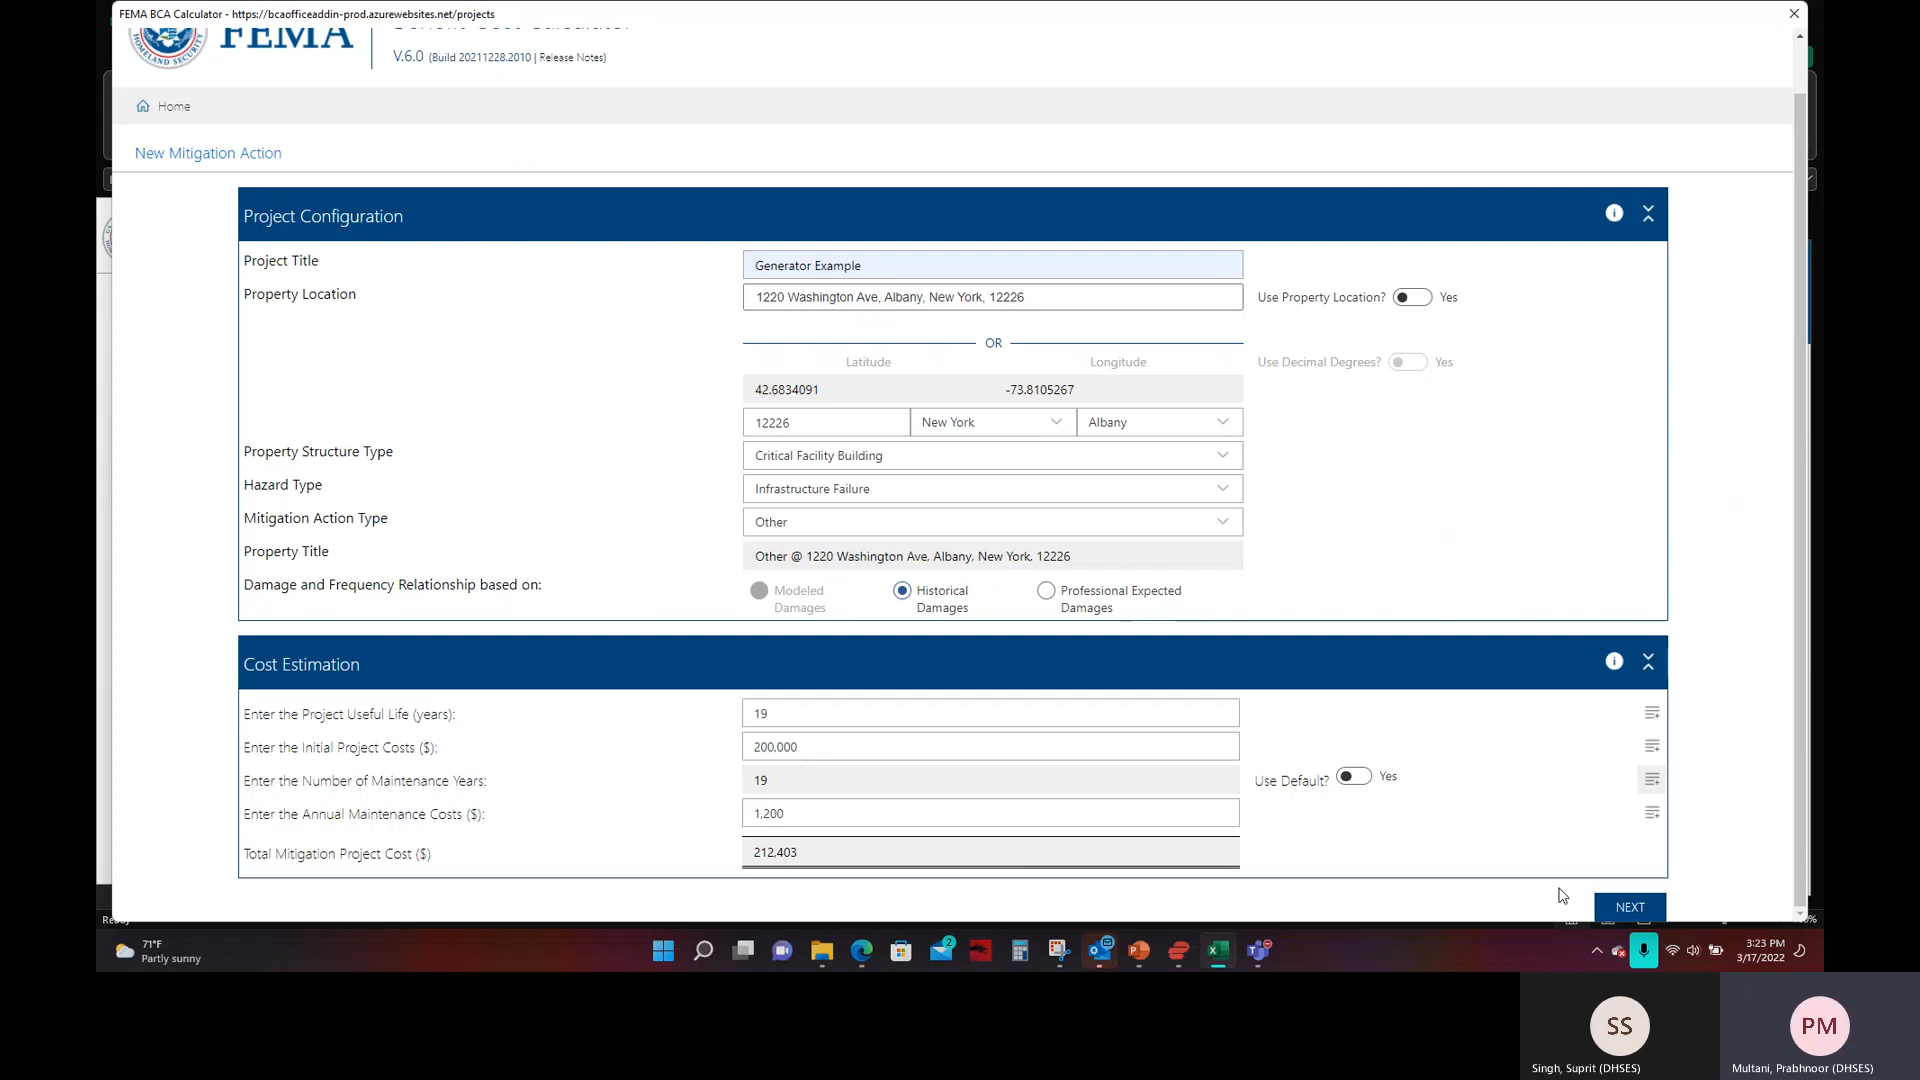 FEMA BCA Calculator - https://bcaofficeaddin-prod.azurewebsites.net/projects
HOMELAND SECURITY
FEMA
V.6.0 (Build 20211228.2010 | Release Notes)
Home
New Mitigation Action
Project Configuration
Project Title
Generator Example
Property Location
1220 Washington Ave, Albany, New York, 12226
Use Property Location? Yes
OR
Latitude Longitude
Use Decimal Degrees? Yes
42.6834091 -73.8105267
12226 New York Albany
Property Structure Type
Critical Facility Building
Hazard Type
Infrastructure Failure
Mitigation Action Type
Other
Property Title
Other @ 1220 Washington Ave, Albany, New York, 12226
Damage and Frequency Relationship based on:
Modeled Damages
Historical Damages
Professional Expected Damages
Cost Estimation
Enter the Project Useful Life (years):
19
Enter the Initial Project Costs ($):
200,000
Enter the Number of Maintenance Years:
19
Use Default? Yes
Enter the Annual Maintenance Costs ($):
1,200
Total Mitigation Project Cost ($)
212,403
NEXT
71°F
Partly sunny
2
3:23 PM
3/17/2022
SS
PM
Singh, Suprit (DHSES)
Multani, Prabhnoor (DHSES)